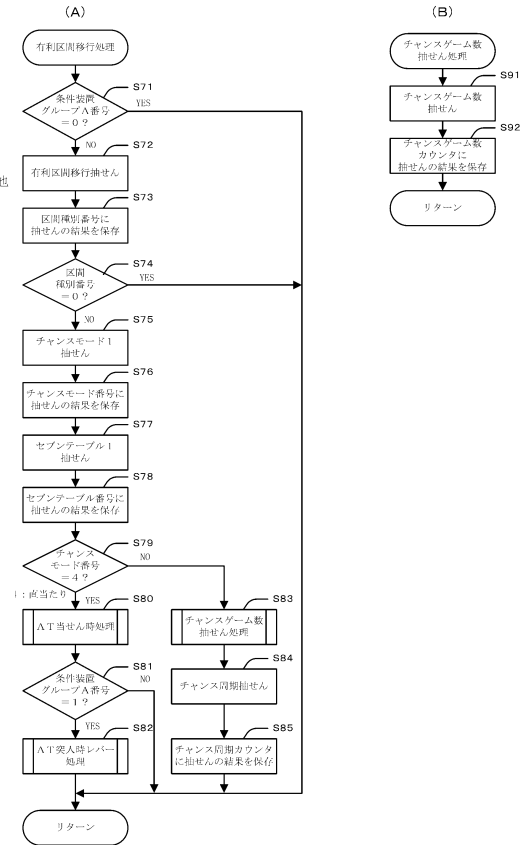 (A)
有利区間移行処理
S71
条件装置
グループA番号
＝0？
YES
NO
S72
有利区間移行抽せん
也
S73
区間種別番号に
抽せんの結果を保存
S74
区間
種別番号
＝0？
YES
NO
S75
チャンスモード1
抽せん
S76
チャンスモード番号に
抽せんの結果を保存
S77
セブンテーブル1
抽せん
S78
セブンテーブル番号に
抽せんの結果を保存
S79
チャンス
モード番号
＝4？
NO
：直当たり
YES
S80
AT当せん時処理
S81
条件装置
グループA番号
＝1？
NO
YES
S82
AT突入時レバー
処理
リターン
S83
チャンスゲーム数
抽せん処理
S84
チャンス周期抽せん
S85
チャンス周期カウンタ
に抽せんの結果を保存
(B)
チャンスゲーム数
抽せん処理
S91
チャンスゲーム数
抽せん
S92
チャンスゲーム数
カウンタに
抽せんの結果を保存
リターン